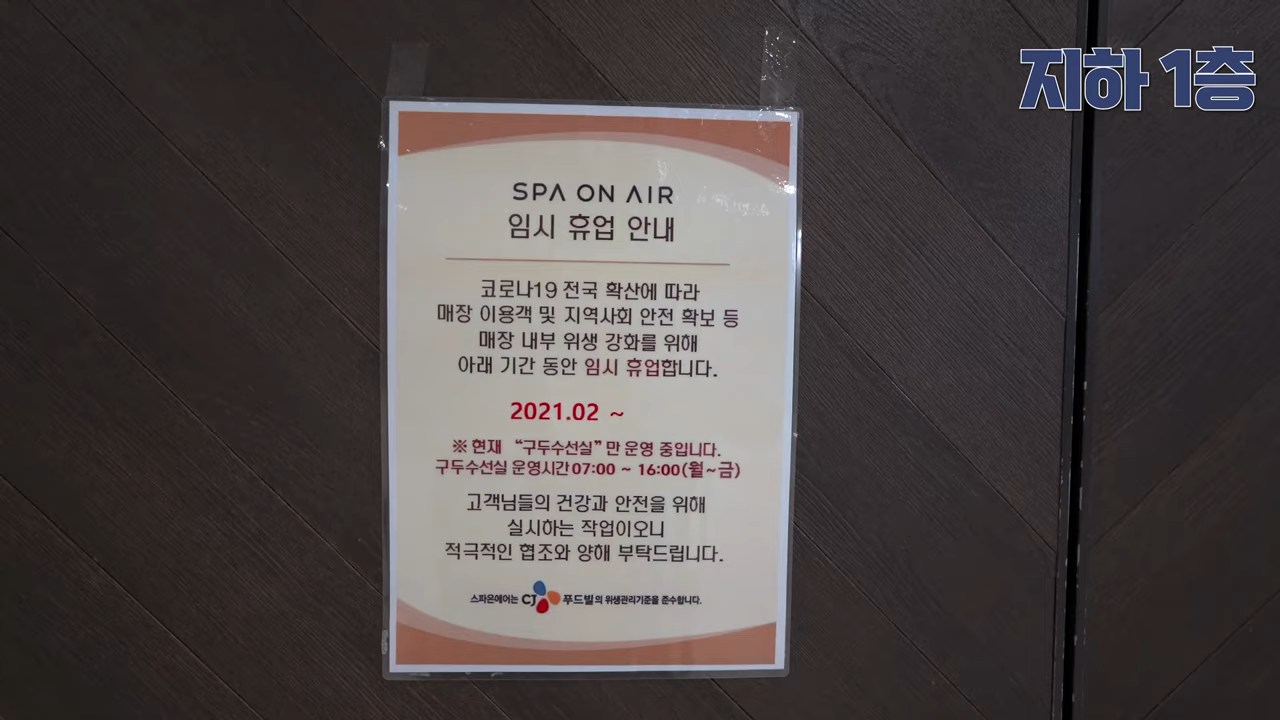 지하 1층
SPA ON AIR
임시 휴업 안내
코로나19 전국 확산에 따라
매장 이용객 및 지역사회 안전 확보 등
매장 내부 위생 강화를 위해
아래 기간 동안 임시 휴업합니다.
2021.02 ~
※ 현재 “구두수선실”만 운영 중입니다.
구두수선실 운영시간 07:00 ~ 16:00(월~금)
고객님들의 건강과 안전을 위해
실시하는 작업이오니
적극적인 협조와 양해 부탁드립니다.
스파온에어는 CJ 푸드빌의 위생관리기준을 준수합니다.